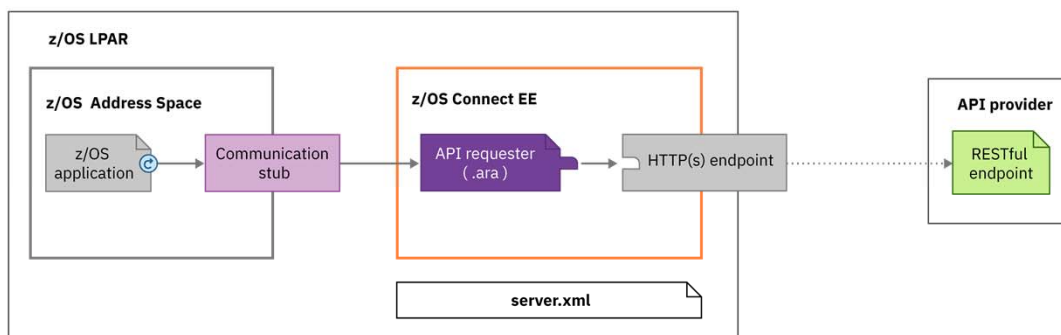 z/OS LPAR
z/OS Address Space
z/OS
application
Communication
stub
z/OS Connect EE
API requester
( .ara )
HTTP(s) endpoint
server.xml
API provider
RESTful
endpoint